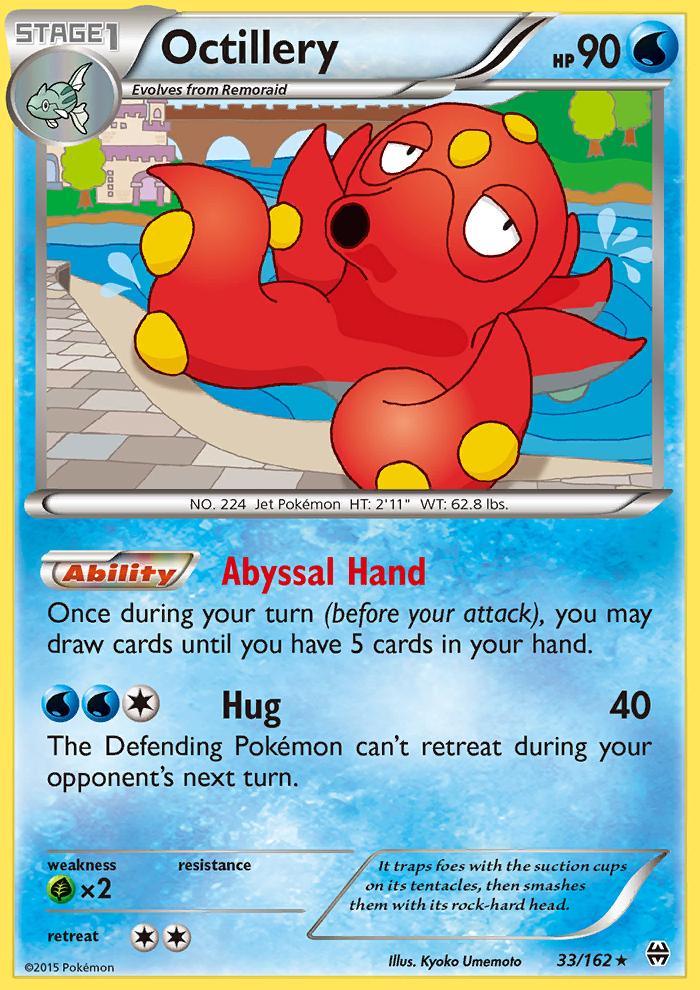 STAGE1
Octillery
HP 90
Evolves from Remoraid
NO. 224 Jet Pokémon HT: 2'11" WT: 62.8 lbs.
Ability Abyssal Hand
Once during your turn (before your attack), you may
draw cards until you have 5 cards in your hand.
Hug 40
The Defending Pokémon can't retreat during your
opponent's next turn.
weakness resistance
×2
It traps foes with the suction cups
on its tentacles, then smashes
them with its rock-hard head.
retreat
©2015 Pokémon
Illus. Kyoko Umemoto
33/162 ★